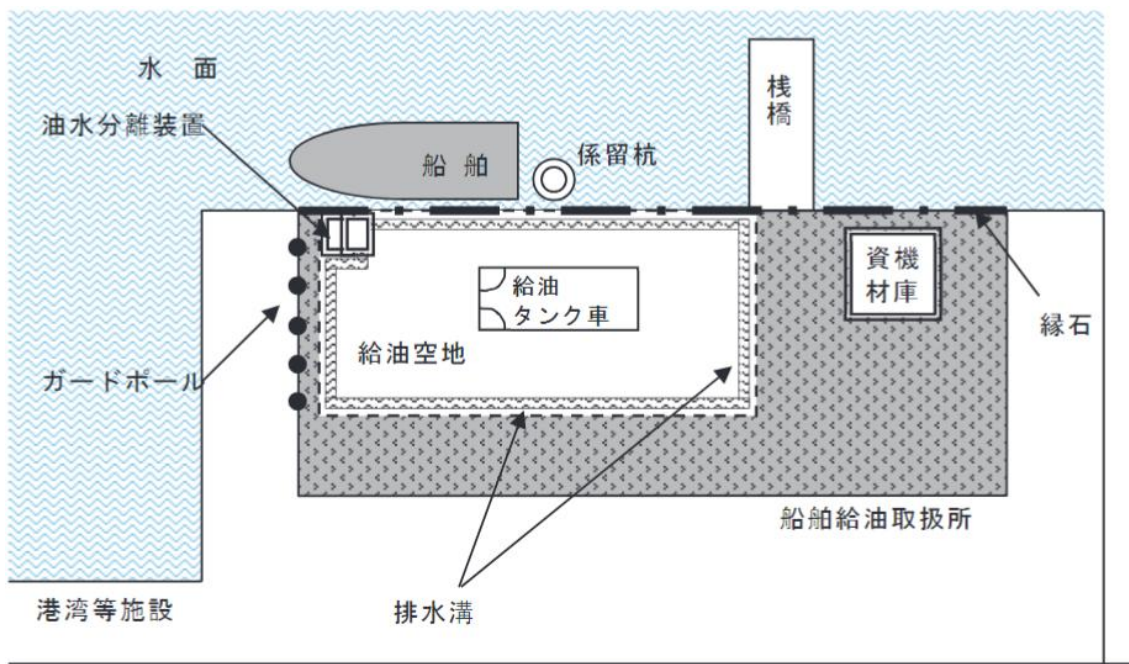 水 面
油水分離装置
船 舶
係留杭
桟橋
資機
材庫
縁石
給油
タンク車
給油空地
ガードポール
船舶給油取扱所
港湾等施設
排水溝